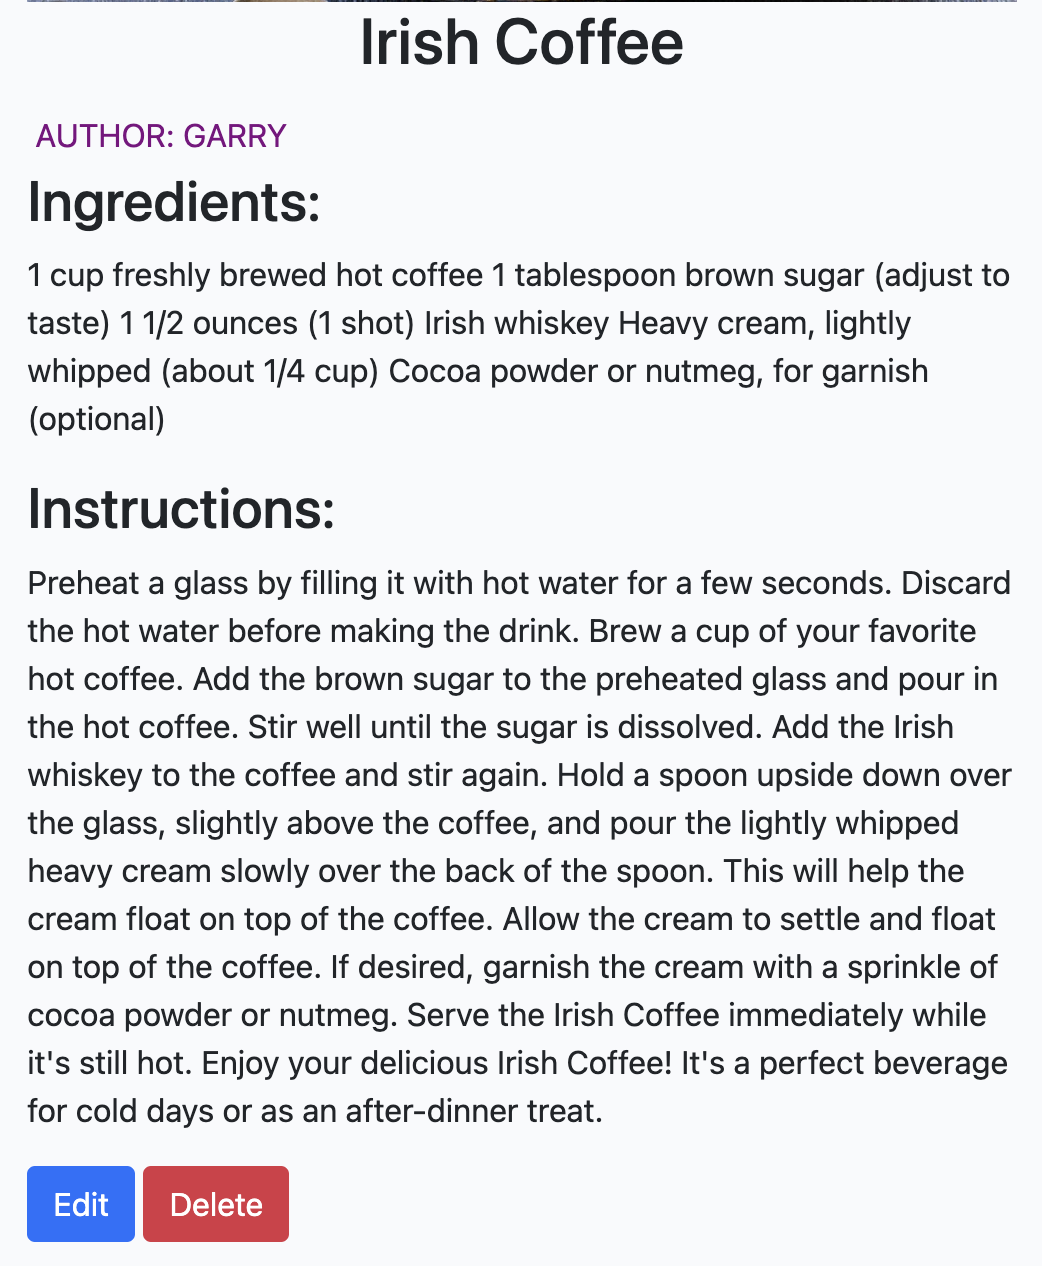 Irish Coffee
AUTHOR: GARRY
Ingredients:
1 cup freshly brewed hot coffee 1 tablespoon brown sugar (adjust to
taste) 1 1/2 ounces (1 shot) Irish whiskey Heavy cream, lightly
whipped (about 1/4 cup) Cocoa powder or nutmeg, for garnish
(optional)
Instructions:
Preheat a glass by filling it with hot water for a few seconds. Discard
the hot water before making the drink. Brew a cup of your favorite
hot coffee. Add the brown sugar to the preheated glass and pour in
the hot coffee. Stir well until the sugar is dissolved. Add the Irish
whiskey to the coffee and stir again. Hold a spoon upside down over
the glass, slightly above the coffee, and pour the lightly whipped
heavy cream slowly over the back of the spoon. This will help the
cream float on top of the coffee. Allow the cream to settle and float
on top of the coffee. If desired, garnish the cream with a sprinkle of
cocoa powder or nutmeg. Serve the Irish Coffee immediately while
it's still hot. Enjoy your delicious Irish Coffee! It's a perfect beverage
for cold days or as an after-dinner treat.
Edit Delete